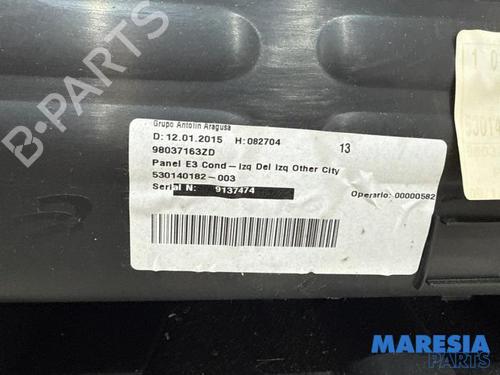 Grupo Antolin Aragusa
D: 12.01.2015 H: 082704
98037163ZD 13
Panel E3 Cond-Izq Del Izq Other City
530140182-003
Serial N: 9137474 Operario: 00000582
MARESIA
PARTS